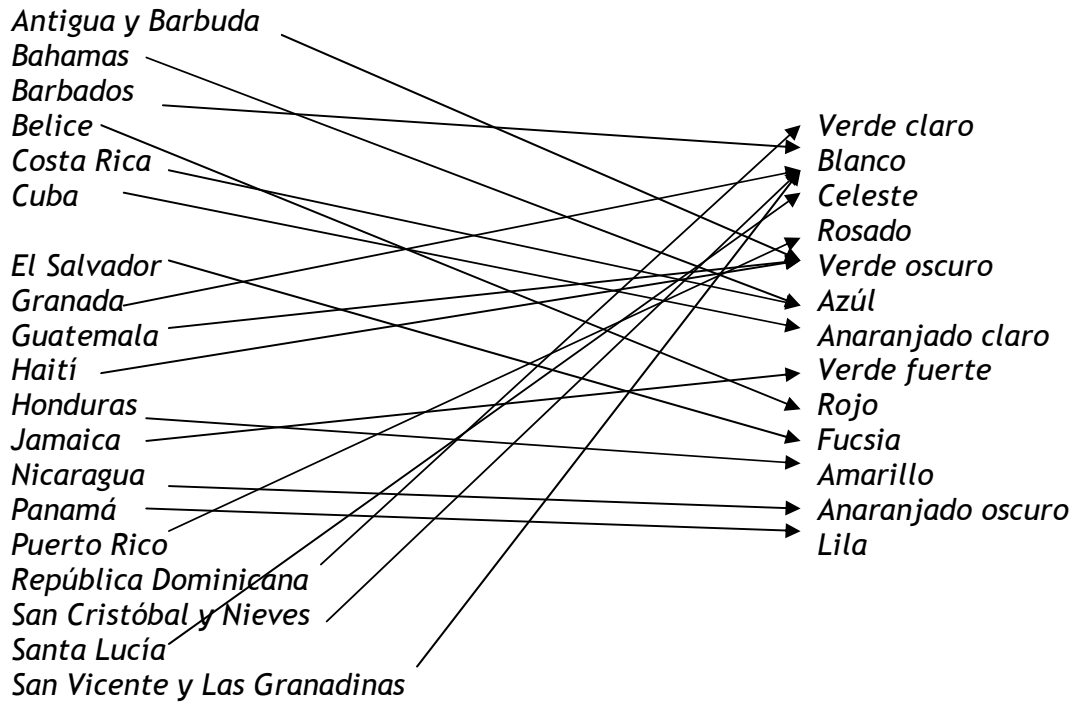 Antigua y Barbuda
Bahamas
Barbados
Belice
Costa Rica
Cuba
El Salvador
Granada
Guatemala
Haití
Honduras
Jamaica
Nicaragua
Panamá
Puerto Rico
República Dominicana
San Cristóbal y Nieves
Santa Lucía
San Vicente y Las Granadinas
Verde claro
Blanco
Celeste
Rosado
Verde oscuro
Azúl
Anaranjado claro
Verde fuerte
Rojo
Fucsia
Amarillo
Anaranjado oscuro
Lila